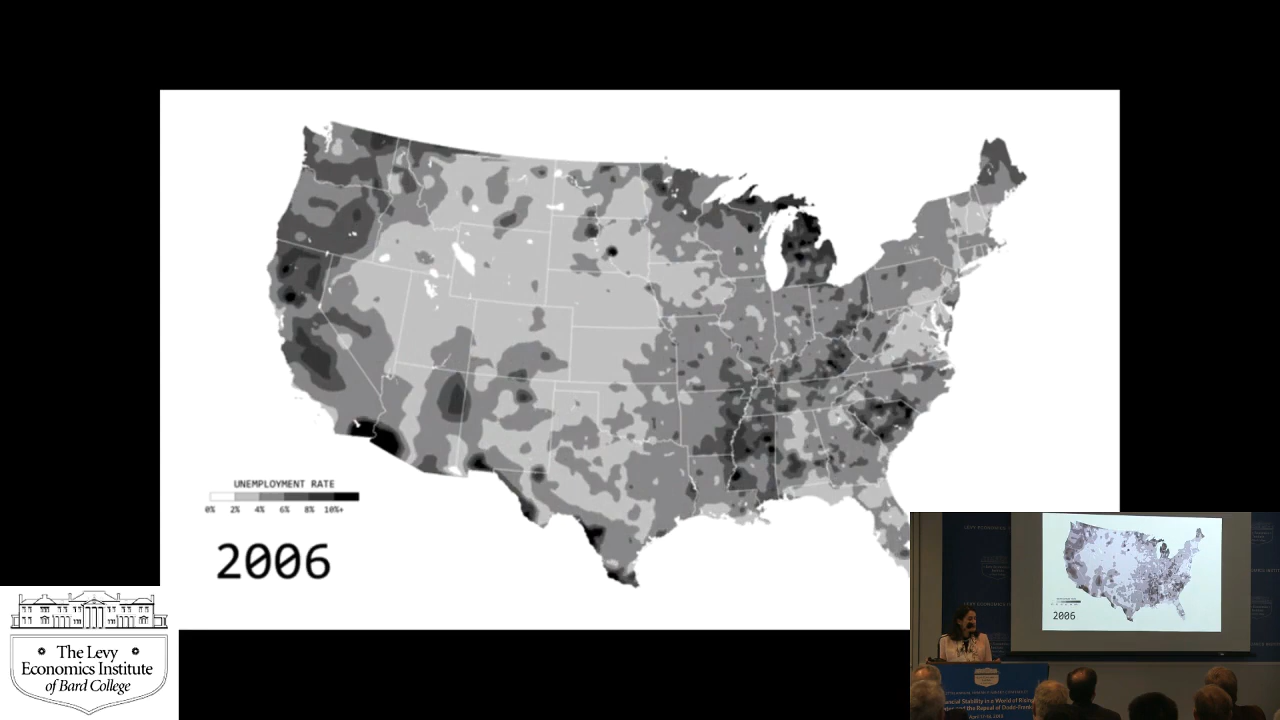 UNEMPLOYMENT RATE
0% 2% 4% 6% 8% 10%+
2006
The Levy
Economics Institute
of Bard College
2006